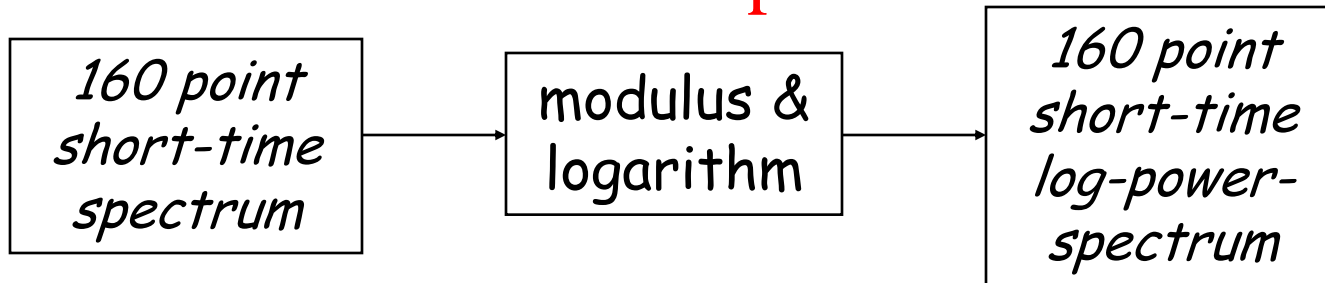 160 point
short-time
spectrum
modulus &
logarithm
160 point
short-time
log-power-
spectrum